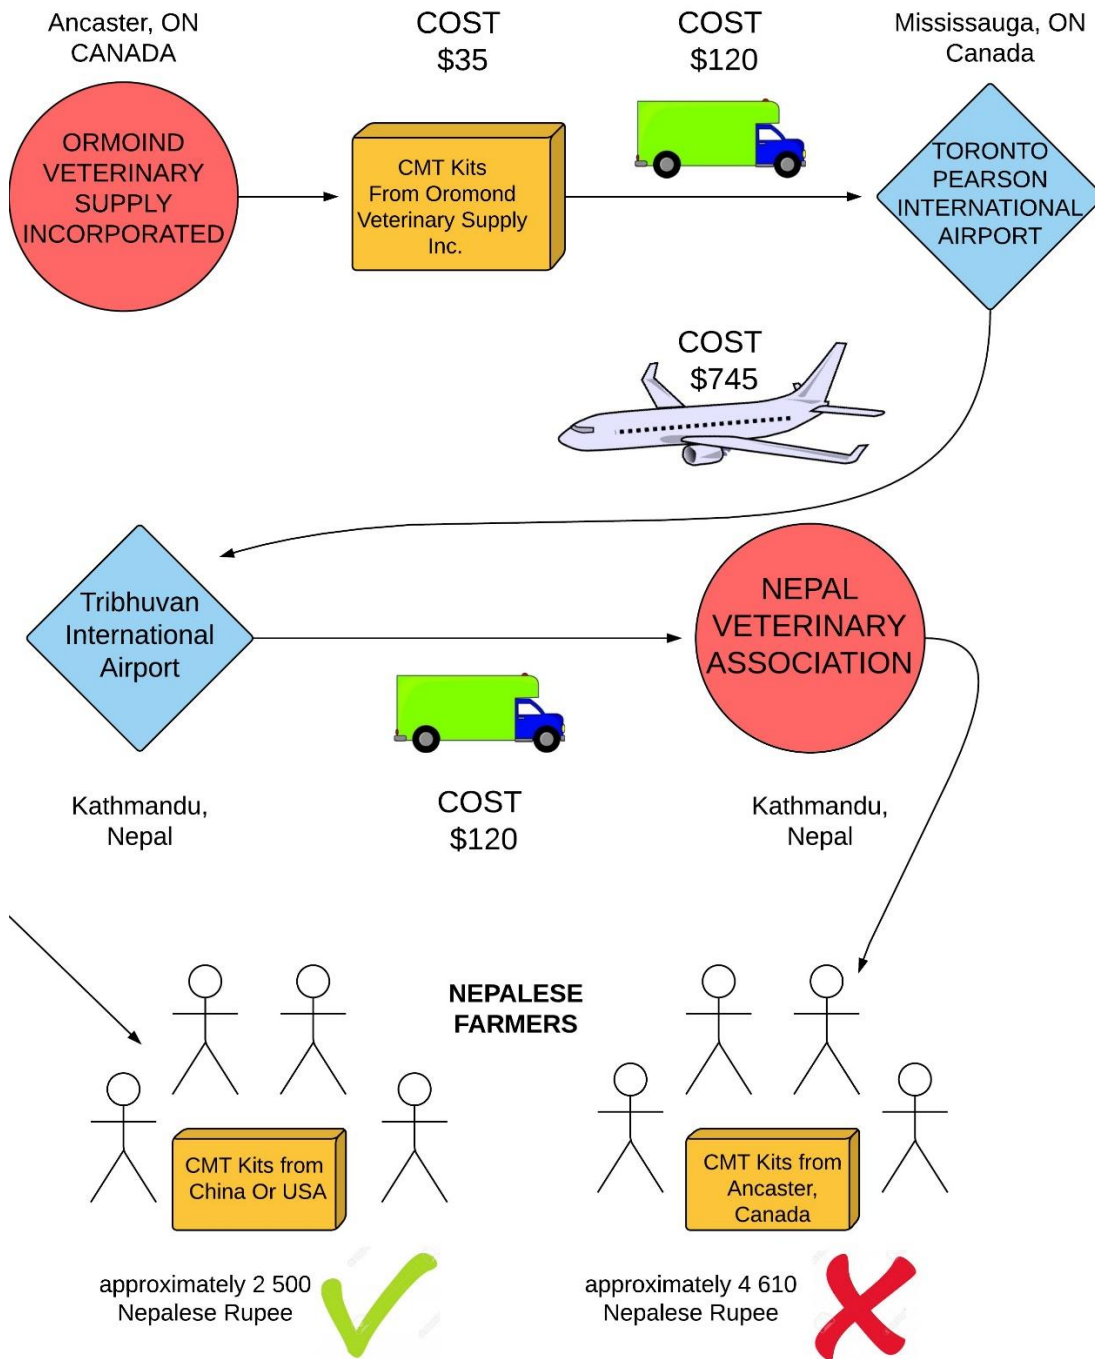 Ancaster, ON
CANADA
COST
$35
COST
$120
Mississauga, ON
Canada
ORMOIND
VETERINARY
SUPPLY
INCORPORATED
CMT Kits
From Oromond
Veterinary Supply
Inc.
TORONTO
PEARSON
INTERNATIONAL
AIRPORT
COST
$745
Tribhuvan
International
Airport
NEPAL
VETERINARY
ASSOCIATION
Kathmandu,
Nepal
COST
$120
Kathmandu,
Nepal
NEPALESE
FARMERS
CMT Kits from
China Or USA
CMT Kits from
Ancaster,
Canada
approximately 2 500
Nepalese Rupee
approximately 4 610
Nepalese Rupee